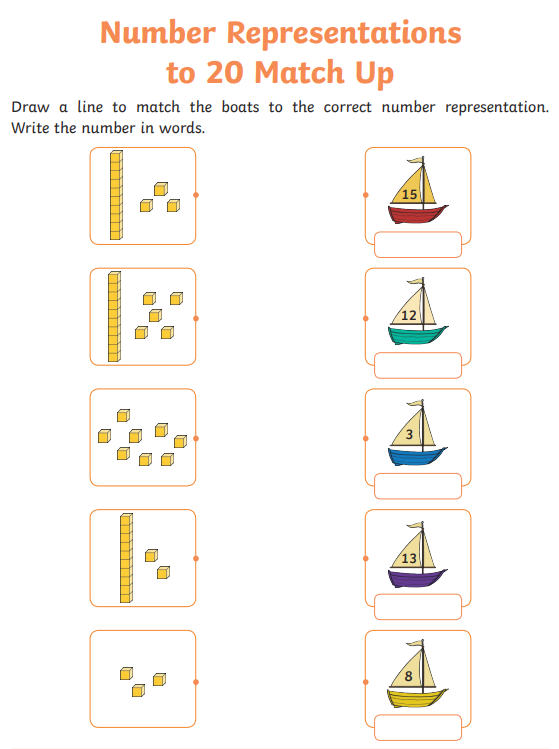 Number Representations
to 20 Match Up
Draw a line to match the boats to the correct number representation.
Write the number in words.
15
12
3
13
8